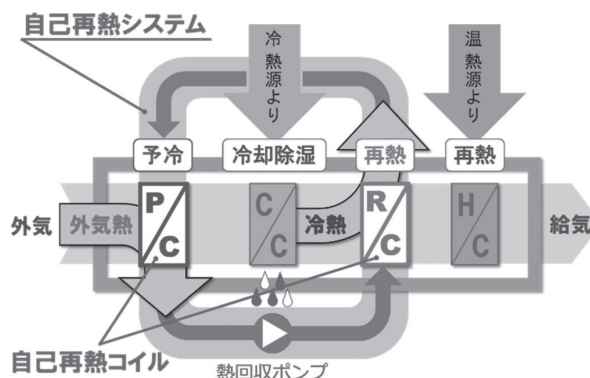 自己再熱システム
冷熱源より
温熱源より
予冷
冷却除湿
再熱
再熱
外気
外気熱
P/C
C/C
冷熱
R/C
H/C
給気
自己再熱コイル
熱回収ポンプ